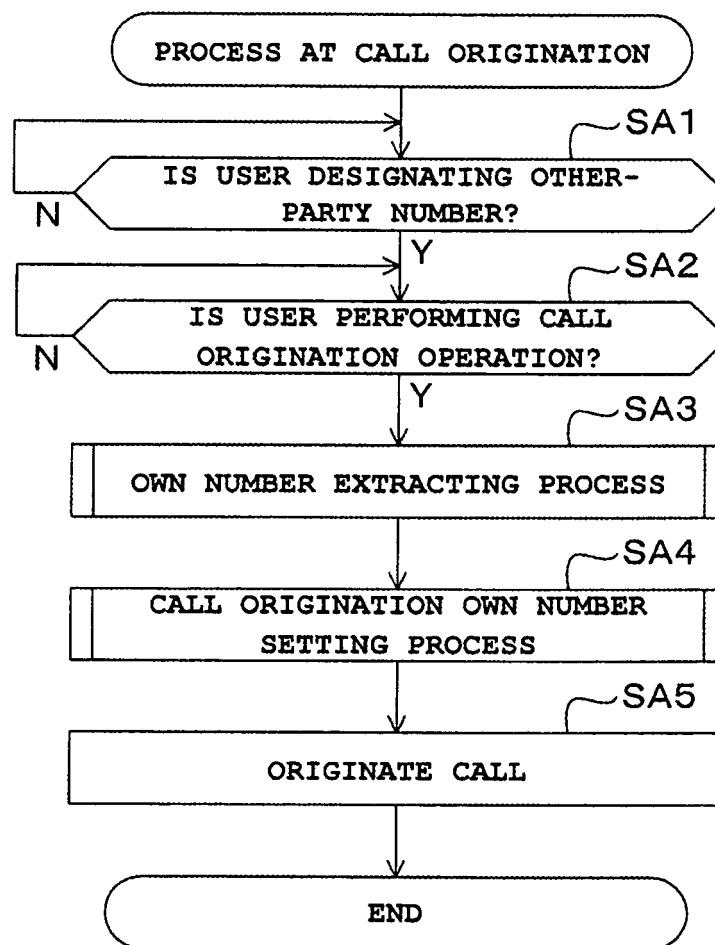 PROCESS AT CALL ORIGINATION
SA1
IS USER DESIGNATING OTHER-
PARTY NUMBER?
N
Y
SA2
IS USER PERFORMING CALL
ORIGINATION OPERATION?
N
Y
SA3
OWN NUMBER EXTRACTING PROCESS
SA4
CALL ORIGINATION OWN NUMBER
SETTING PROCESS
SA5
ORIGINATE CALL
END